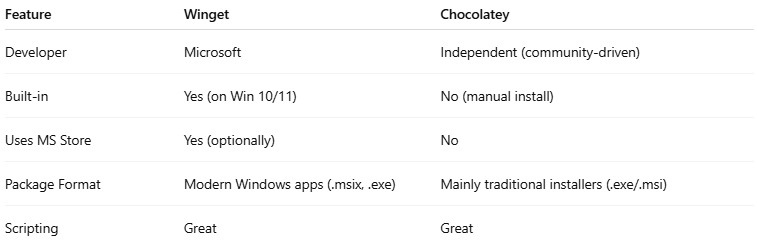 Feature Winget Chocolatey
Developer Microsoft Independent (community-driven)
Built-in Yes (on Win 10/11) No (manual install)
Uses MS Store Yes (optionally) No
Package Format Modern Windows apps (.msix, .exe) Mainly traditional installers (.exe/.msi)
Scripting Great Great